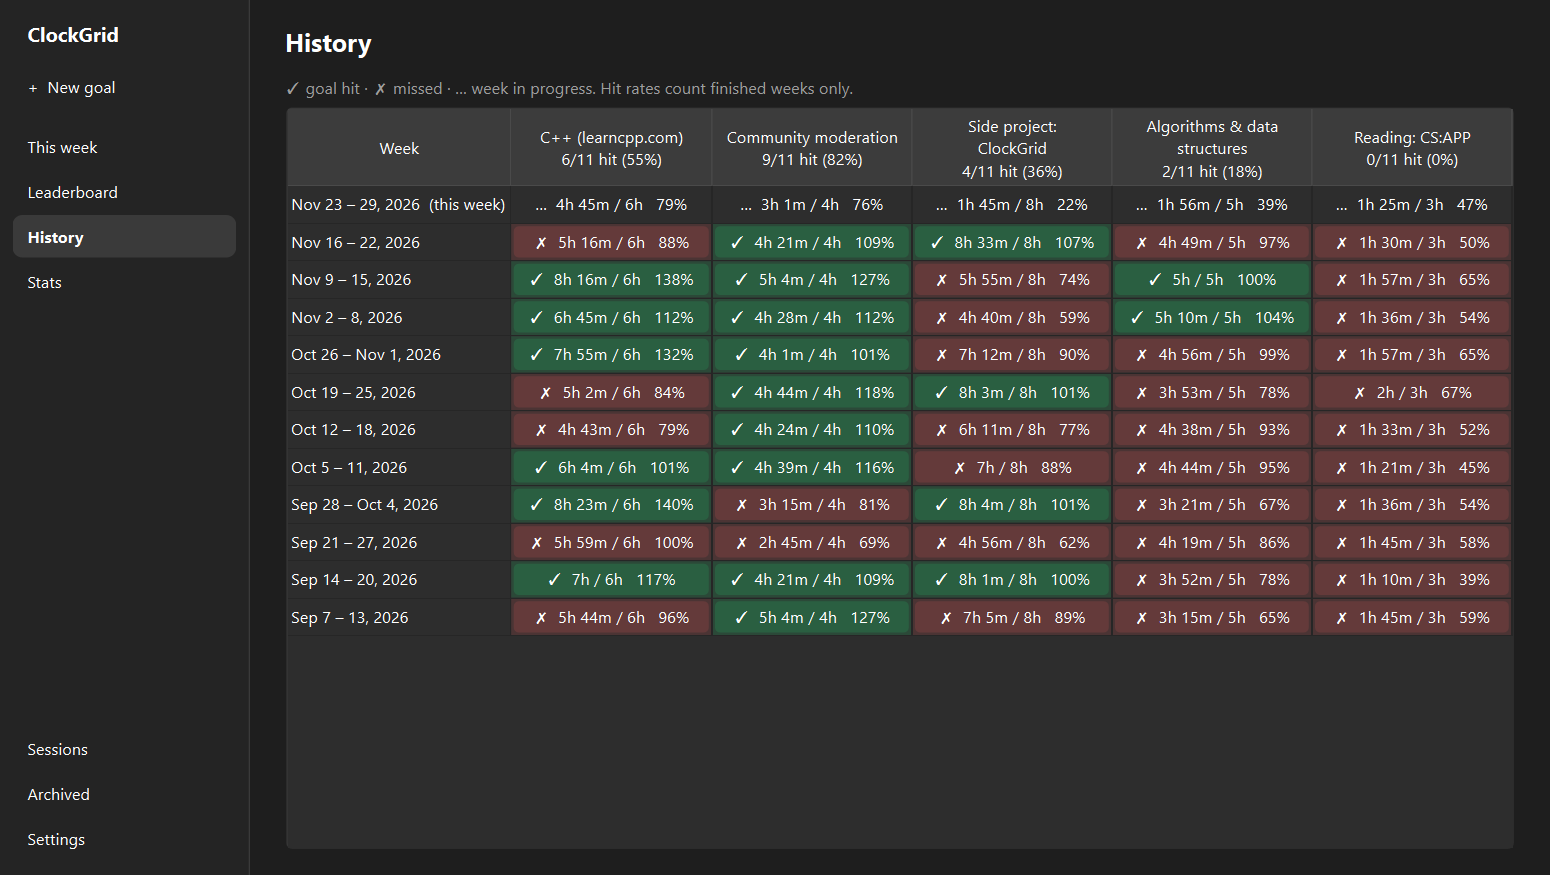 ClockGrid
+ New goal
This week
Leaderboard
History
Stats
Sessions
Archived
Settings
History
✓ goal hit · ✗ missed · ... week in progress. Hit rates count finished weeks only.
Week
C++ (learncpp.com)
6/11 hit (55%)
Community moderation
9/11 hit (82%)
Side project:
ClockGrid
4/11 hit (36%)
Algorithms & data
structures
2/11 hit (18%)
Reading: CS:APP
0/11 hit (0%)
Nov 23 – 29, 2026 (this week) ... 4h 45m / 6h 79% ... 3h 1m / 4h 76% ... 1h 45m / 8h 22% ... 1h 56m / 5h 39% ... 1h 25m / 3h 47%
Nov 16 – 22, 2026 ✗ 5h 16m / 6h 88% ✓ 4h 21m / 4h 109% ✓ 8h 33m / 8h 107% ✗ 4h 49m / 5h 97% ✗ 1h 30m / 3h 50%
Nov 9 – 15, 2026 ✓ 8h 16m / 6h 138% ✓ 5h 4m / 4h 127% ✗ 5h 55m / 8h 74% ✓ 5h / 5h 100% ✗ 1h 57m / 3h 65%
Nov 2 – 8, 2026 ✓ 6h 45m / 6h 112% ✓ 4h 28m / 4h 112% ✗ 4h 40m / 8h 59% ✓ 5h 10m / 5h 104% ✗ 1h 36m / 3h 54%
Oct 26 – Nov 1, 2026 ✓ 7h 55m / 6h 132% ✓ 4h 1m / 4h 101% ✗ 7h 12m / 8h 90% ✗ 4h 56m / 5h 99% ✗ 1h 57m / 3h 65%
Oct 19 – 25, 2026 ✗ 5h 2m / 6h 84% ✓ 4h 44m / 4h 118% ✓ 8h 3m / 8h 101% ✗ 3h 53m / 5h 78% ✗ 2h / 3h 67%
Oct 12 – 18, 2026 ✗ 4h 43m / 6h 79% ✓ 4h 24m / 4h 110% ✗ 6h 11m / 8h 77% ✗ 4h 38m / 5h 93% ✗ 1h 33m / 3h 52%
Oct 5 – 11, 2026 ✓ 6h 4m / 6h 101% ✓ 4h 39m / 4h 116% ✗ 7h / 8h 88% ✗ 4h 44m / 5h 95% ✗ 1h 21m / 3h 45%
Sep 28 – Oct 4, 2026 ✓ 8h 23m / 6h 140% ✗ 3h 15m / 4h 81% ✓ 8h 4m / 8h 101% ✗ 3h 21m / 5h 67% ✗ 1h 36m / 3h 54%
Sep 21 – 27, 2026 ✗ 5h 59m / 6h 100% ✗ 2h 45m / 4h 69% ✗ 4h 56m / 8h 62% ✗ 4h 19m / 5h 86% ✗ 1h 45m / 3h 58%
Sep 14 – 20, 2026 ✓ 7h / 6h 117% ✓ 4h 21m / 4h 109% ✓ 8h 1m / 8h 100% ✗ 3h 52m / 5h 78% ✗ 1h 10m / 3h 39%
Sep 7 – 13, 2026 ✗ 5h 44m / 6h 96% ✓ 5h 4m / 4h 127% ✗ 7h 5m / 8h 89% ✗ 3h 15m / 5h 65% ✗ 1h 45m / 3h 59%